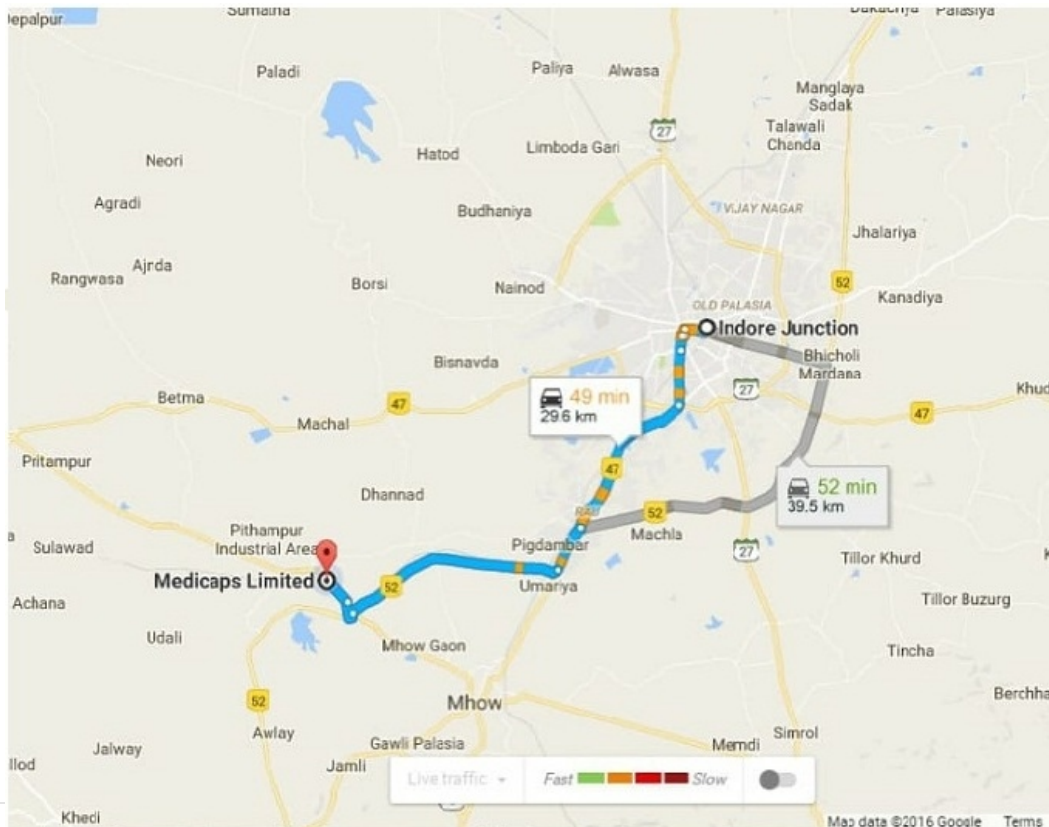 Sumatna
Depalpur
Dakachya
Palasiya
Paladi
Paliya
Alwasa
Manglaya
Sadak
27
Talawali
Chanda
Limboda Gari
Hatod
Neori
Agradi
Budhaniya
VIJAY NAGAR
Jhalariya
Ajrda
Rangwasa
Borsi
Nainod
52
Kanadiya
OLD PALASIA
Indore Junction
Bhicholi
Mardana
Bisnavda
49 min
29.6 km
27
Khud
Betma
47
47
Machal
Pritampur
47
52 min
39.5 km
Dhannad
RAU
52
Machla
Pithampur
Industrial Area
Sulawad
Pigdambar
27
Tillor Khurd
Medicaps Limited
52
Umariya
Achana
Tillor Buzurg
Udali
Mhow Gaon
Tincha
52
Mhow
Berchha
Awlay
Simrol
Jalway
Gawli Palasia
Memdi
Jamli
Live traffic
Fast
Slow
Khedi
Map data ©2016 Google
Terms